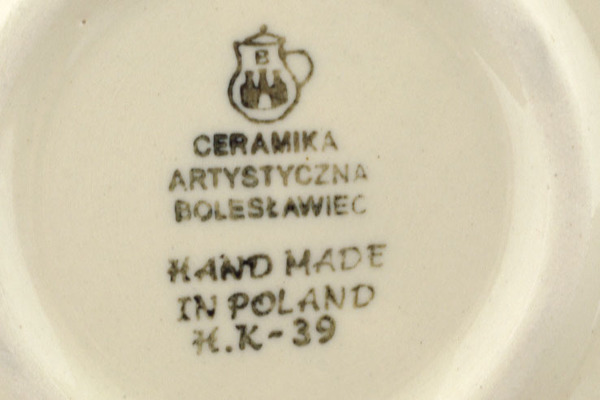 B
CERAMIKA
ARTYSTYCZNA
BOLESŁAWIEC
HAND MADE
IN POLAND
H.K-39